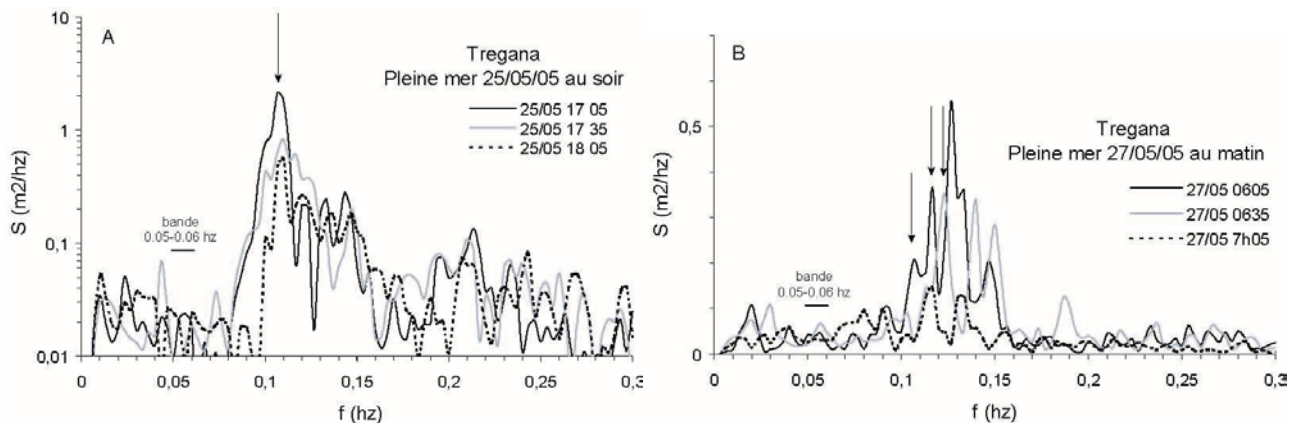 A
Tregana
Pleine mer 25/05/05 au soir
25/05 17 05
25/05 17 35
25/05 18 05
bande
0.05-0.06 hz
S (m2/hz)
10
1
0,1
0,01
0
0,05
0,1
0,15
0,2
0,25
0,3
f (hz)
B
Tregana
Pleine mer 27/05/05 au matin
27/05 0605
27/05 0635
27/05 7h05
bande
0.05-0.06 hz
S (m2/hz)
0,5
0
0
0,05
0,1
0,15
0,2
0,25
0,3
f (hz)